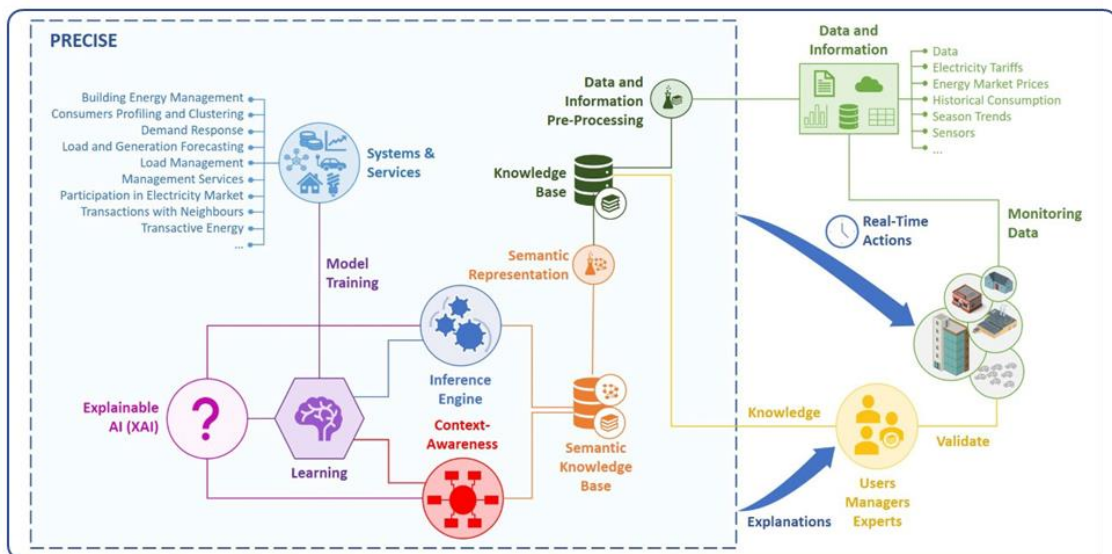 PRECISE
Building Energy Management
Consumers Profiling and Clustering
Demand Response
Load and Generation Forecasting
Load Management
Management Services
Participation in Electricity Market
Transactions with Neighbours
Transactive Energy
...
Systems &
Services
Model
Training
Data and
Information
Pre-Processing
Knowledge
Base
Semantic
Representation
Inference
Engine
Explainable
AI (XAI)
Learning
Context-
Awareness
Semantic
Knowledge
Base
Data and
Information
Data
Electricity Tariffs
Energy Market Prices
Historical Consumption
Season Trends
Sensors
...
Real-Time
Actions
Monitoring
Data
Knowledge
Validate
Explanations
Users
Managers
Experts